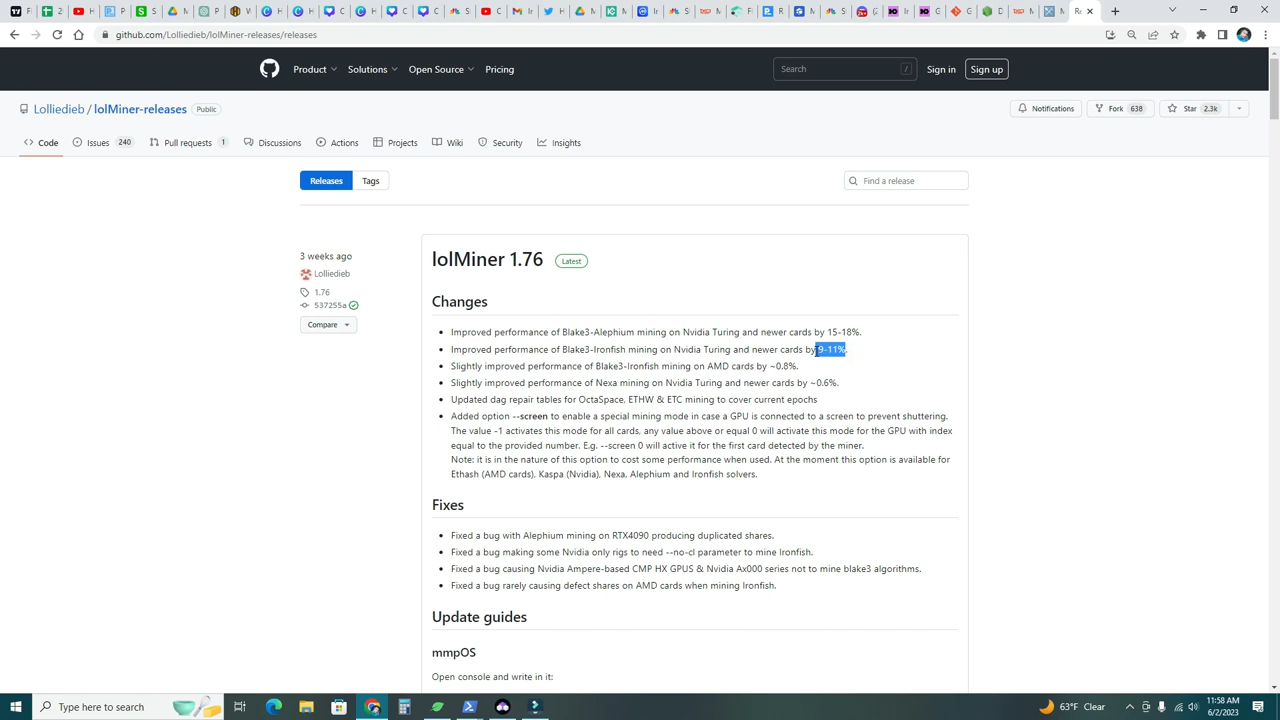 github.com/Lolliedieb/lolMiner-releases/releases
Product
Solutions
Open Source
Pricing
Search
/
Sign in
Sign up
Lolliedieb / lolMiner-releases
Public
Notifications
Fork 638
Star 2.3k
Code
Issues 240
Pull requests 1
Discussions
Actions
Projects
Wiki
Security
Insights
Releases
Tags
Find a release
3 weeks ago
Lolliedieb
1.76
537255a
Compare
lolMiner 1.76
Latest
Changes
Improved performance of Blake3-Alephium mining on Nvidia Turing and newer cards by 15-18%.
Improved performance of Blake3-Ironfish mining on Nvidia Turing and newer cards by 9-11%.
Slightly improved performance of Blake3-Ironfish mining on AMD cards by ~0.8%.
Slightly improved performance of Nexa mining on Nvidia Turing and newer cards by ~0.6%.
Updated dag repair tables for OctaSpace, ETHW & ETC mining to cover current epochs
Added option --screen to enable a special mining mode in case a GPU is connected to a screen to prevent shuttering.
The value -1 activates this mode for all cards, any value above or equal 0 will activate this mode for the GPU with index
equal to the provided number. E.g. --screen 0 will active it for the first card detected by the miner.
Note: it is in the nature of this option to cost some performance when used. At the moment this option is available for
Ethash (AMD cards), Kaspa (Nvidia), Nexa, Alephium and Ironfish solvers.
Fixes
Fixed a bug with Alephium mining on RTX4090 producing duplicated shares.
Fixed a bug making some Nvidia only rigs to need --no-cl parameter to mine Ironfish.
Fixed a bug causing Nvidia Ampere-based CMP HX GPUS & Nvidia Ax000 series not to mine blake3 algorithms.
Fixed a bug rarely causing defect shares on AMD cards when mining Ironfish.
Update guides
mmpOS
Open console and write in it:
Type here to search
63°F Clear
11:58 AM
6/2/2023